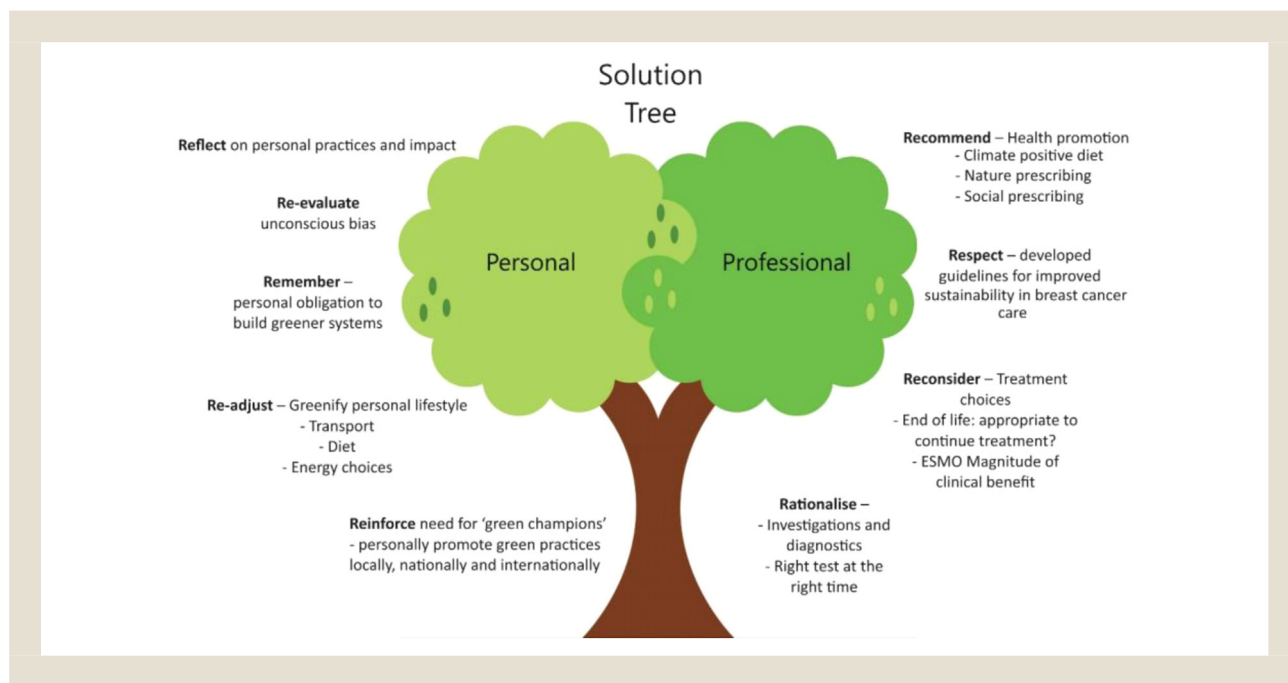 Solution
Tree
Reflect on personal practices and impact
Re-evaluate
unconscious bias
Remember –
personal obligation to
build greener systems
Re-adjust – Greenify personal lifestyle
- Transport
- Diet
- Energy choices
Reinforce need for ‘green champions’
- personally promote green practices
locally, nationally and internationally
Personal
Professional
Recommend – Health promotion
- Climate positive diet
- Nature prescribing
- Social prescribing
Respect – developed
guidelines for improved
sustainability in breast cancer
care
Reconsider – Treatment
choices
- End of life: appropriate to
continue treatment?
- ESMO Magnitude of
clinical benefit
Rationalise –
- Investigations and
diagnostics
- Right test at the
right time